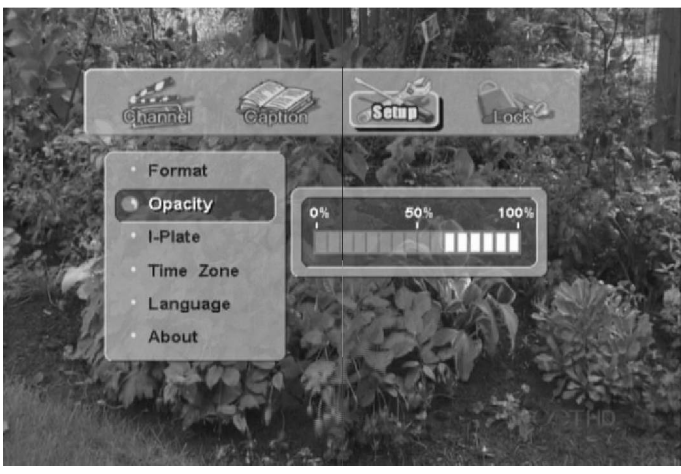 Channel Caption Setup Lock
Format
Opacity
I-Plate
Time Zone
Language
About
0% 50% 100%